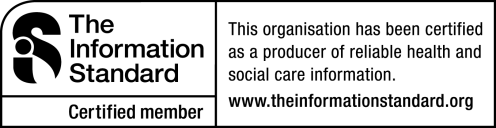 The
Information
Standard
Certified member
This organisation has been certified
as a producer of reliable health and
social care information.
www.theinformationstandard.org